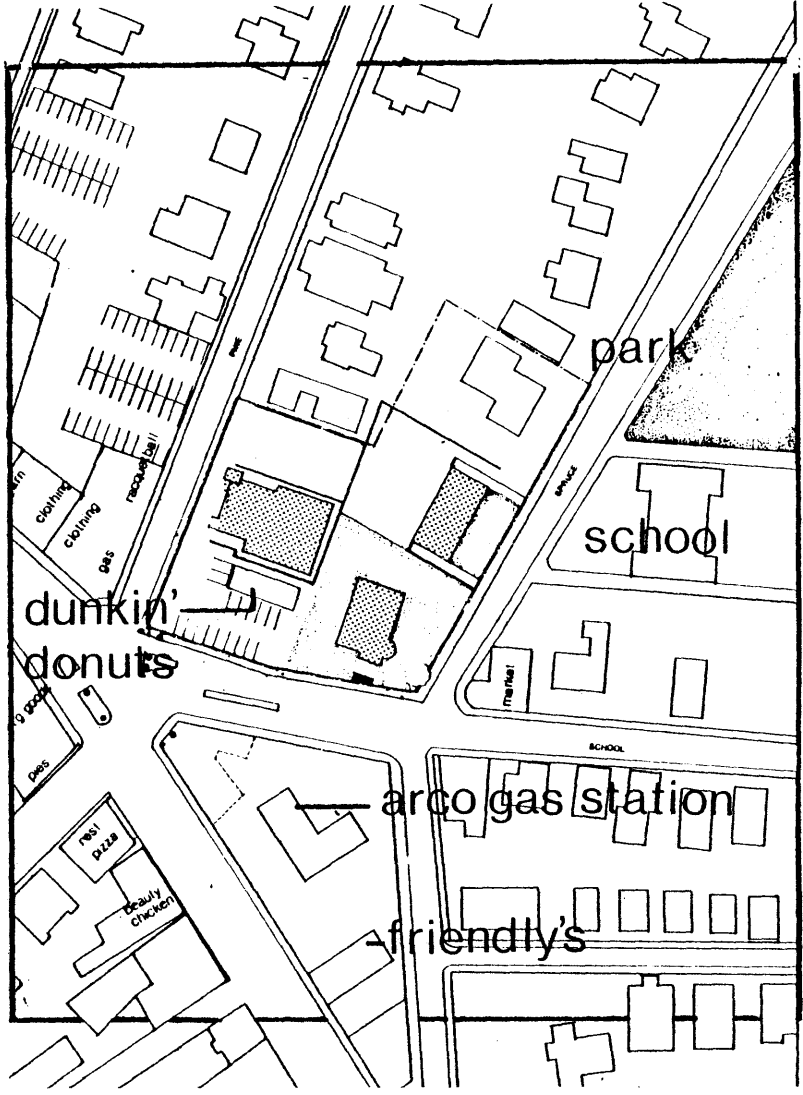 PINE
park
racquetball
clothing
clothing
gas
SPRUCE
school
dunkin'
donuts
market
SCHOOL
pies
arco gas station
rest
pizza
beauty
chicken
friendly's